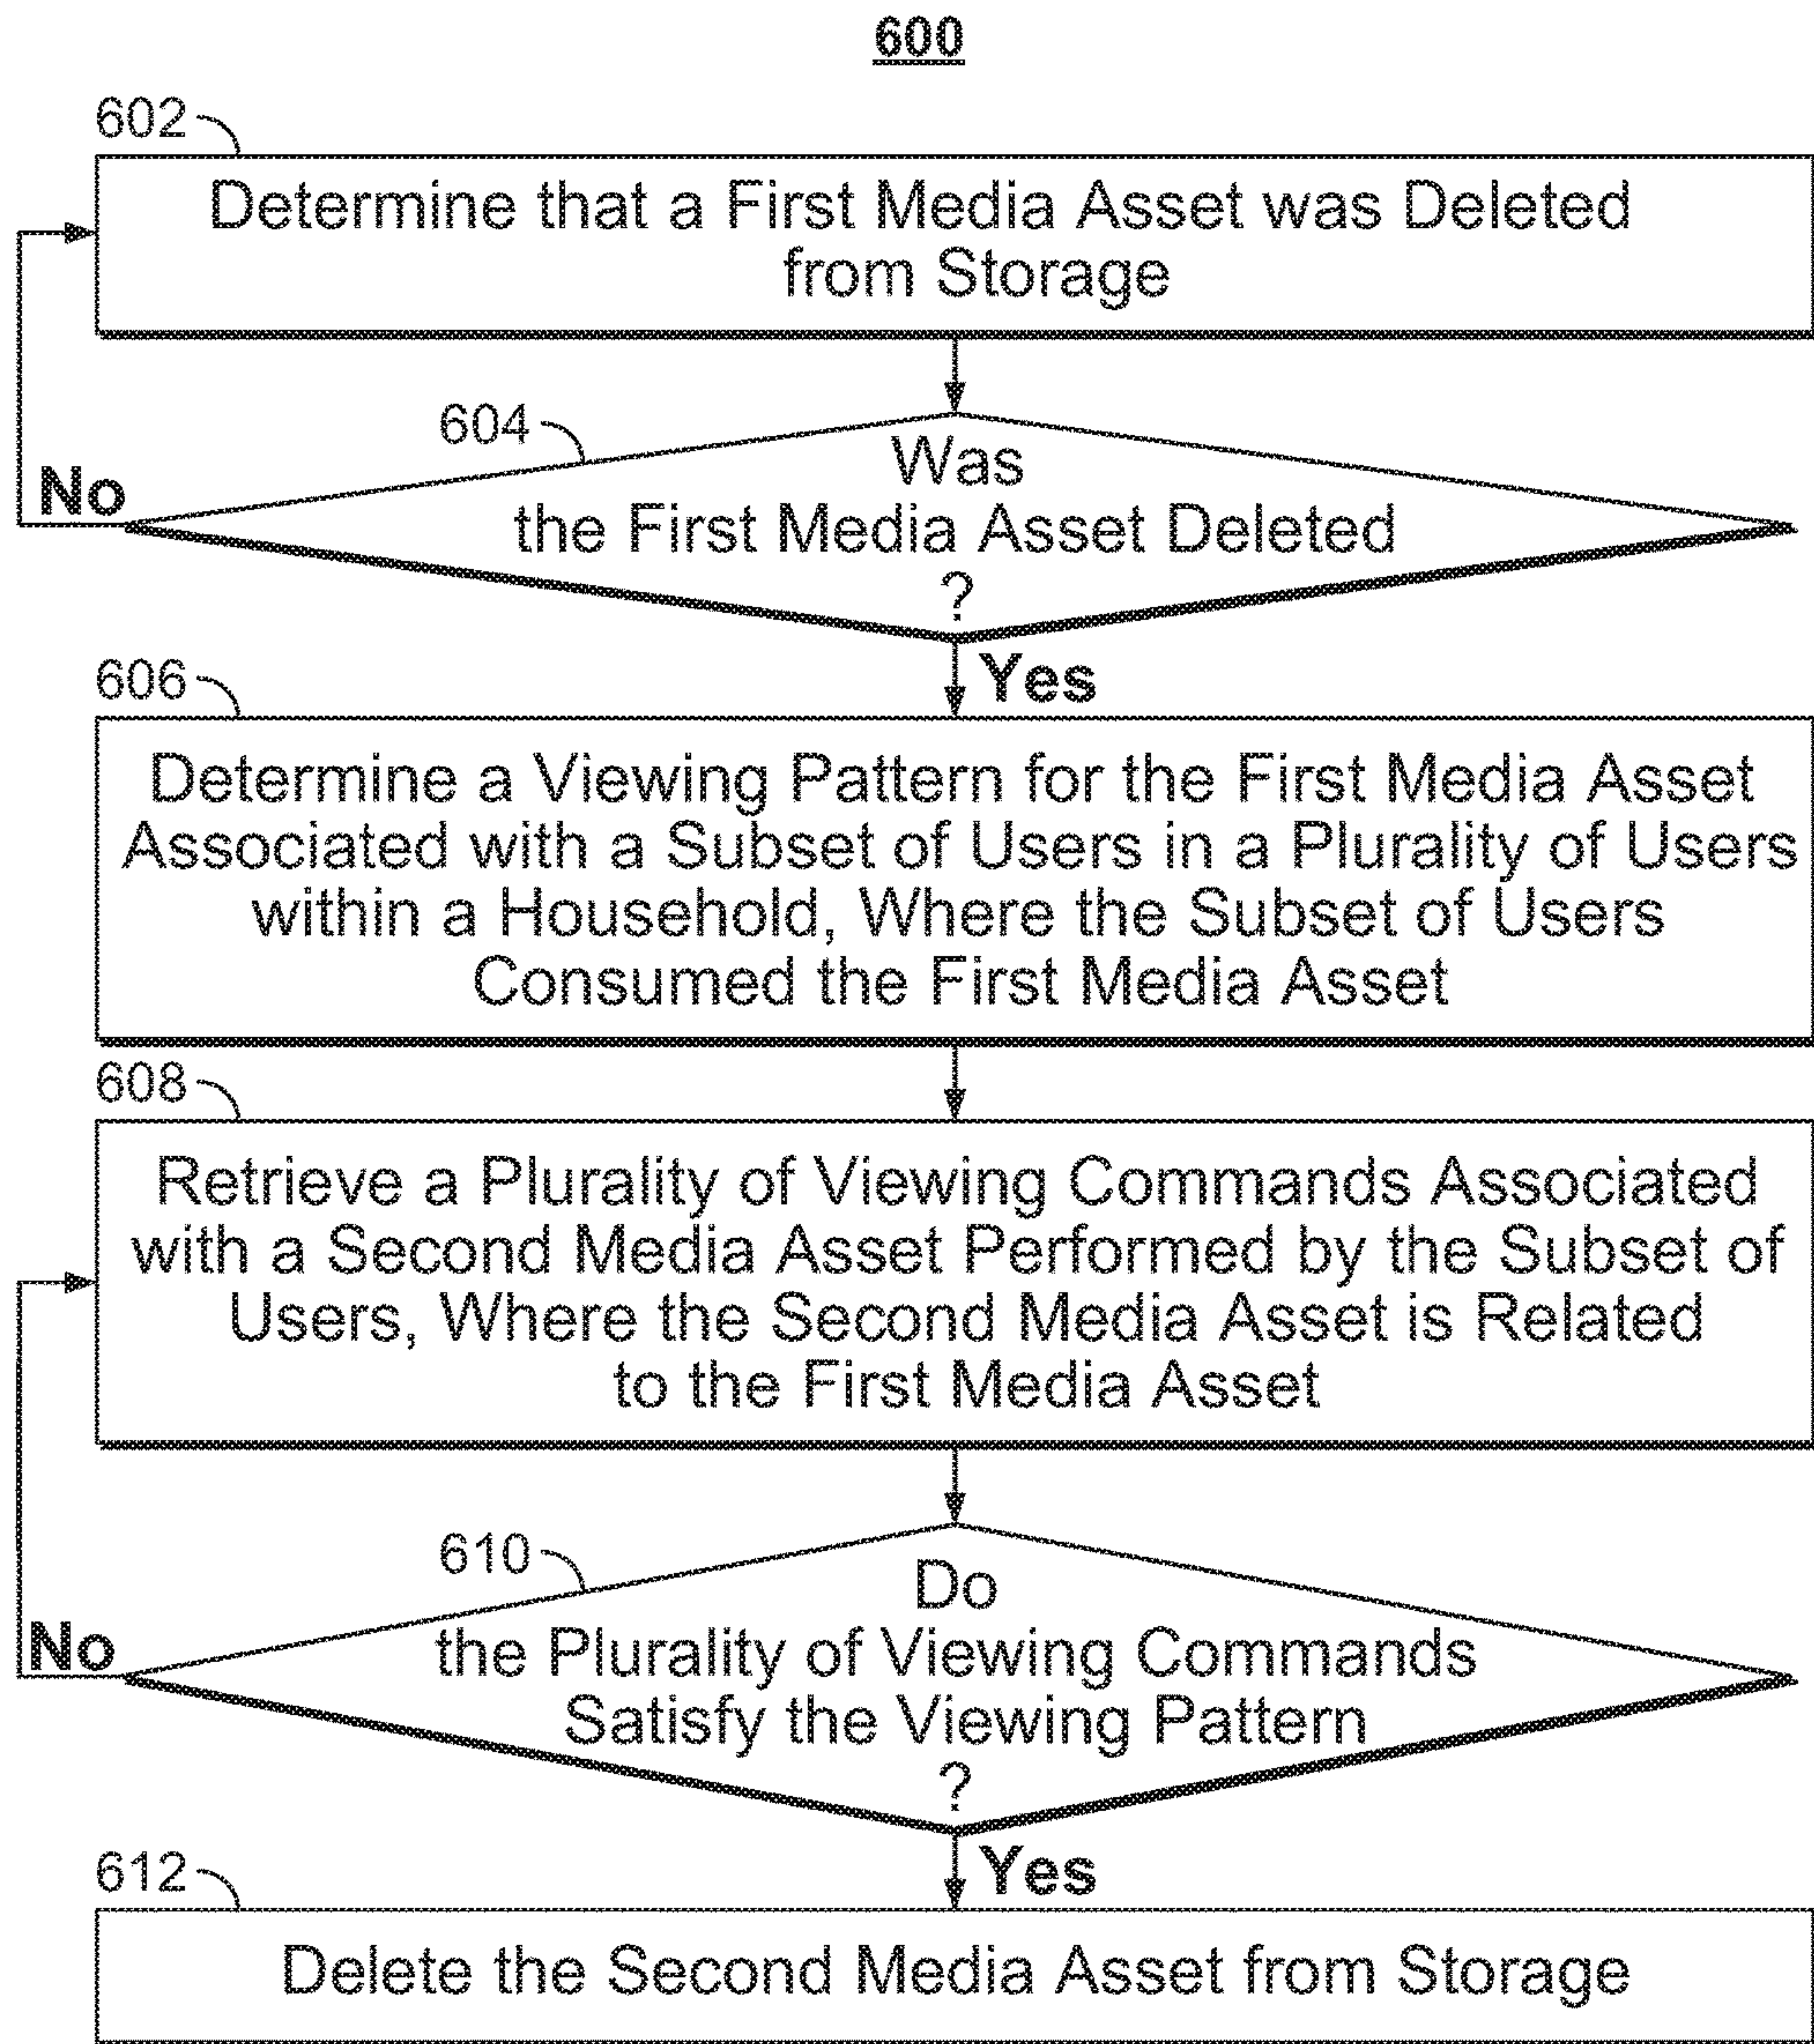 600
602
Determine that a First Media Asset was Deleted
from Storage
604
Was
the First Media Asset Deleted
?
No
Yes
606
Determine a Viewing Pattern for the First Media Asset
Associated with a Subset of Users in a Plurality of Users
within a Household, Where the Subset of Users
Consumed the First Media Asset
608
Retrieve a Plurality of Viewing Commands Associated
with a Second Media Asset Performed by the Subset of
Users, Where the Second Media Asset is Related
to the First Media Asset
610
Do
the Plurality of Viewing Commands
Satisfy the Viewing Pattern
?
No
Yes
612
Delete the Second Media Asset from Storage